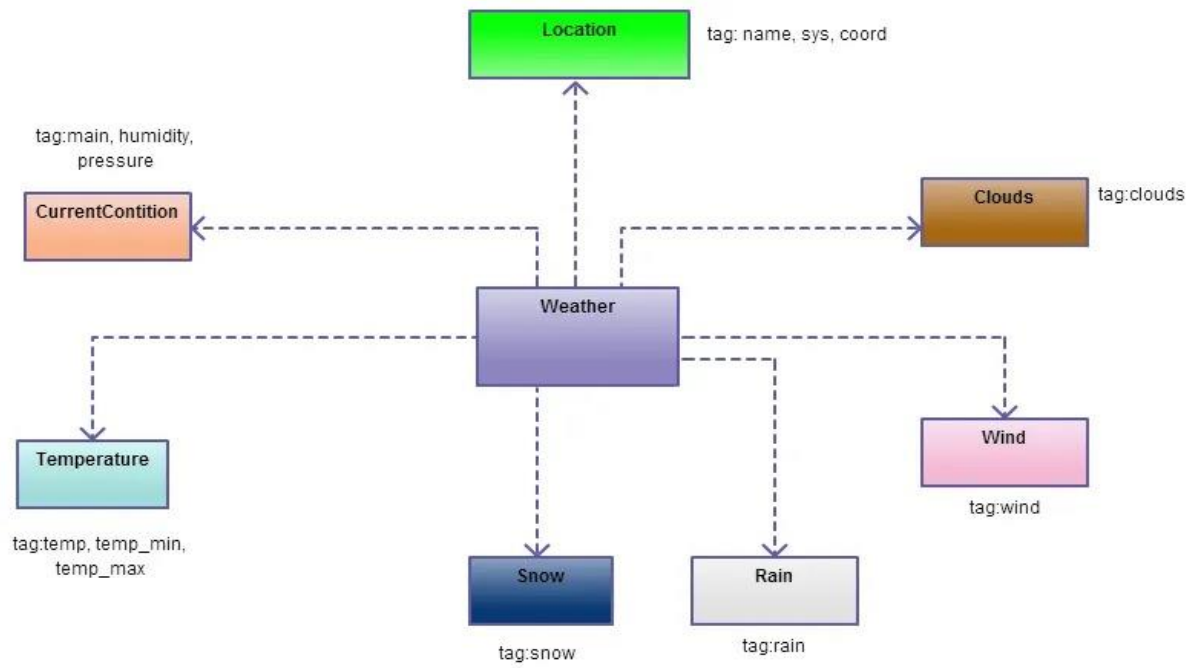 Location
tag: name, sys, coord
tag:main, humidity,
pressure
CurrentContition
Clouds
tag:clouds
Weather
Temperature
tag:temp, temp_min,
temp_max
Wind
tag:wind
Snow
tag:snow
Rain
tag:rain